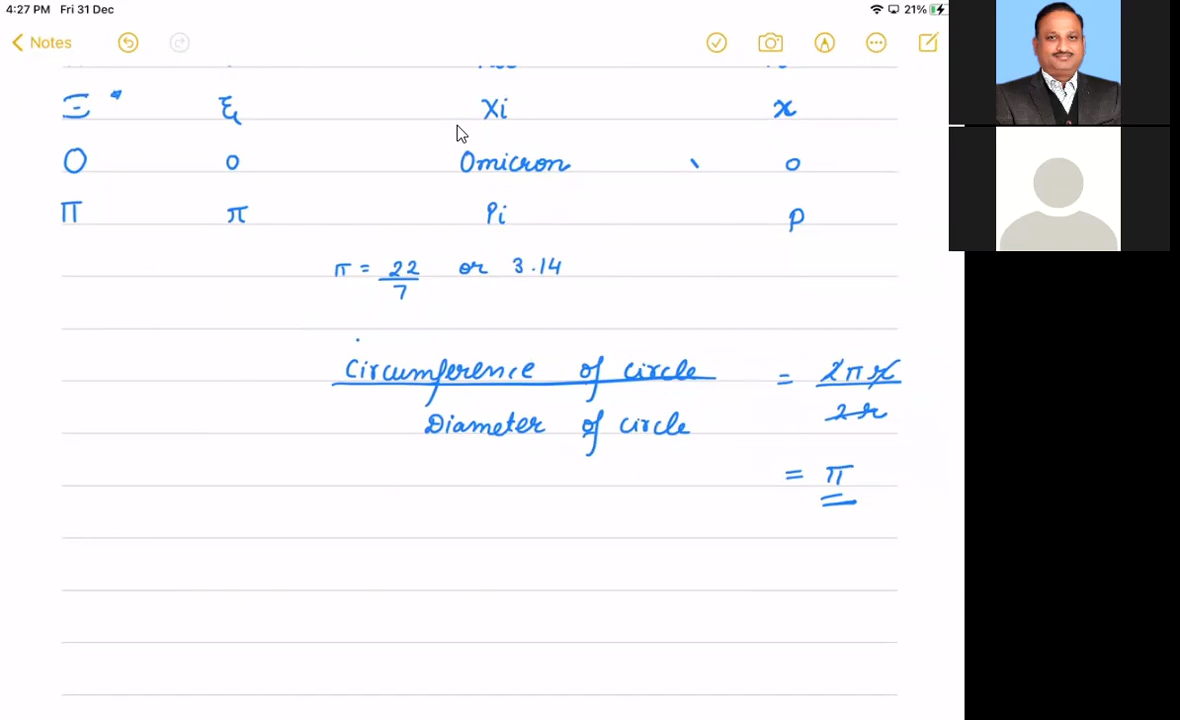 4:27 PM Fri 31 Dec 21%
Notes
Ξ ξ Xi x
Ο ο Omicron o
Π π Pi p
π = 22/7 or 3.14
Circumference of circle / Diameter of circle = 2πr / 2r
= π